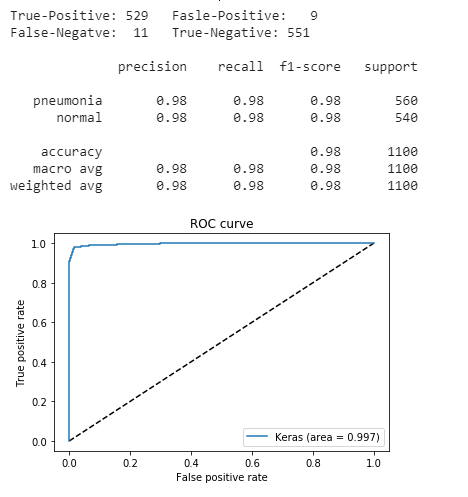 True-Positive: 529 Fasle-Positive: 9
False-Negatve: 11 True-Negative: 551
precision recall f1-score support
pneumonia 0.98 0.98 0.98 560
normal 0.98 0.98 0.98 540
accuracy 0.98 1100
macro avg 0.98 0.98 0.98 1100
weighted avg 0.98 0.98 0.98 1100
ROC curve
1.0
0.8
0.6
0.4
0.2
0.0
True positive rate
Keras (area = 0.997)
0.0 0.2 0.4 0.6 0.8 1.0
False positive rate